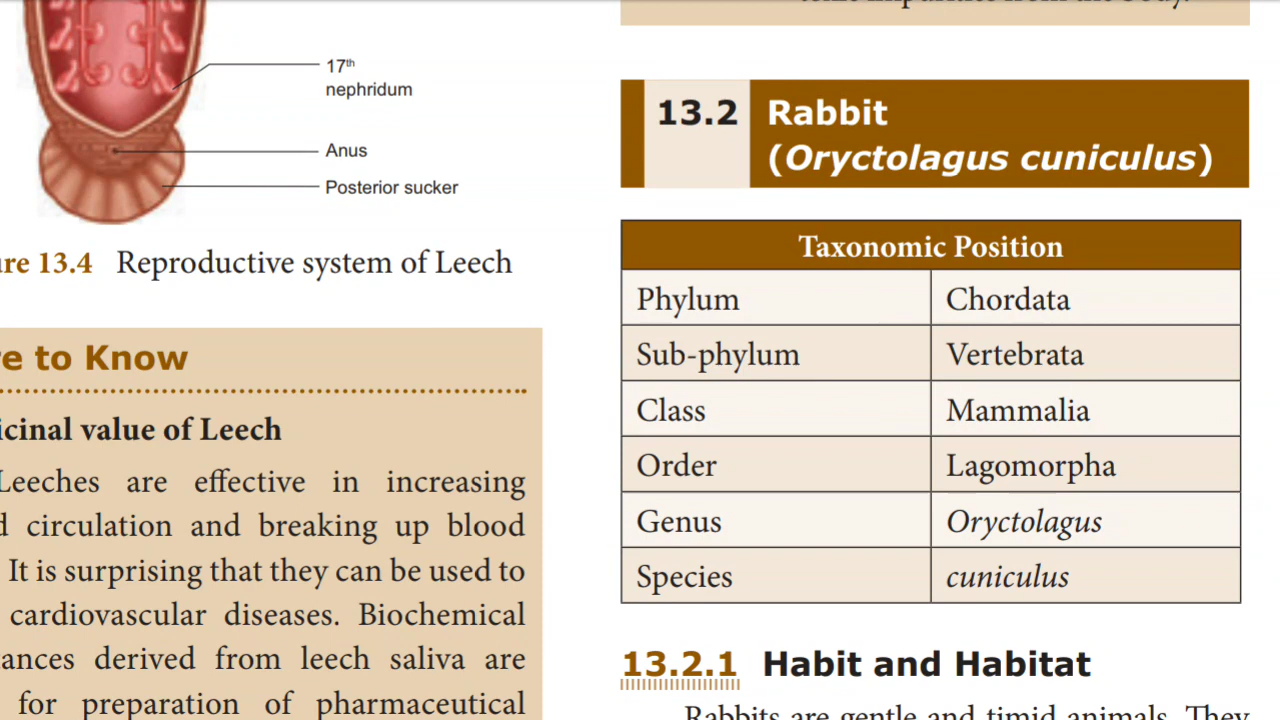 17th
nephridum
Anus
Posterior sucker
13.4 Reproductive system of Leech
to Know
value of Leech
Leeches are effective in increasing
circulation and breaking up blood
It is surprising that they can be used to
cardiovascular diseases. Biochemical
derived from leech saliva are
for preparation of pharmaceutical
from the body.
13.2 Rabbit
(Oryctolagus cuniculus)
Taxonomic Position
Phylum Chordata
Sub-phylum Vertebrata
Class Mammalia
Order Lagomorpha
Genus Oryctolagus
Species cuniculus
13.2.1 Habit and Habitat
Rabbits are gentle and timid animals. They